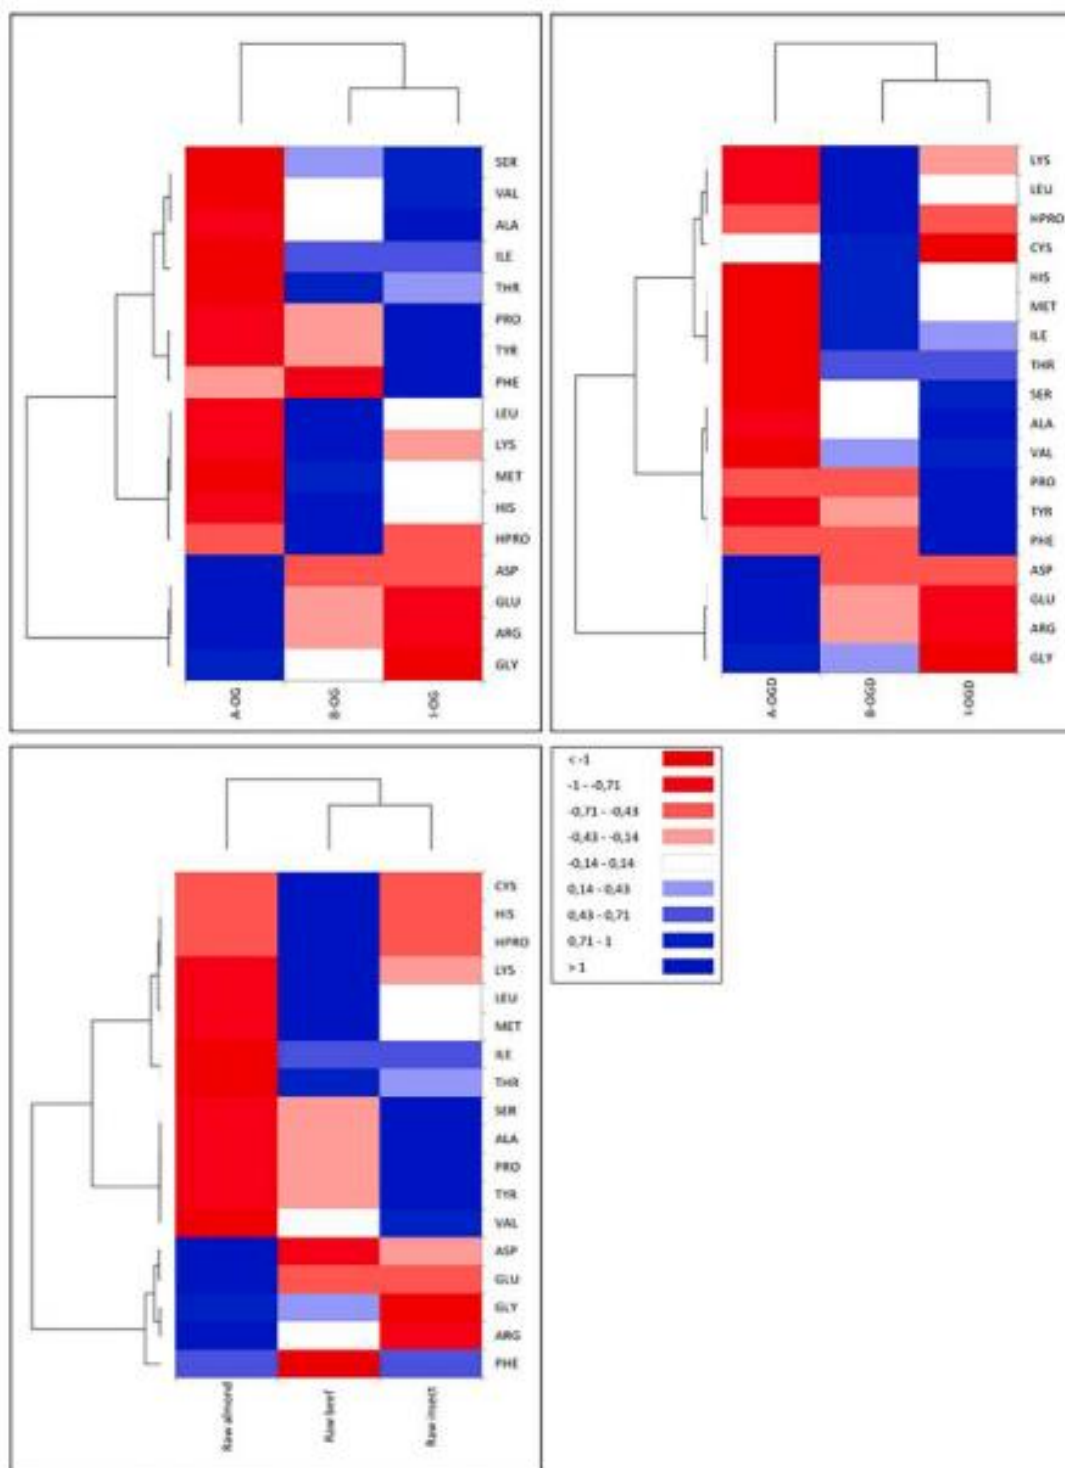 SER
VAL
ALA
ILE
THR
PRO
TYR
PHE
LEU
LYS
MET
HIS
HPRO
ASP
GLU
ARG
GLY
A-OG
B-OG
I-OG
LYS
LEU
HPRO
CYS
HIS
MET
ILE
THR
SER
ALA
VAL
PRO
TYR
PHE
ASP
GLU
ARG
GLY
A-OGD
B-OGD
I-OGD
CYS
HIS
HPRO
LYS
LEU
MET
ILE
THR
SER
ALA
PRO
TYR
VAL
ASP
GLU
GLY
ARG
PHE
Raw almond
Raw beef
Raw insect
< -1
-1 - -0,71
-0,71 - -0,43
-0,43 - -0,14
-0,14 - 0,14
0,14 - 0,43
0,43 - 0,71
0,71 - 1
> 1